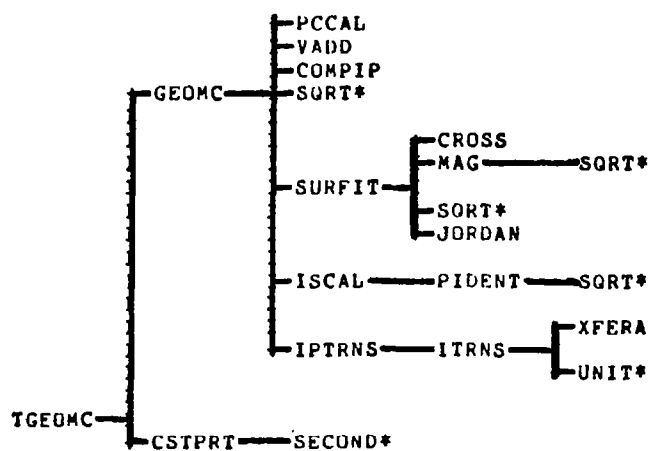 PCCAL
VADD
COMPIP
GEOMC SQRT*
CROSS
MAG SQRT*
SURFIT
SQRT*
JORDAN
ISCAL PIDENT SQRT*
XFERA
IPTRNS ITRNS
UNIT*
TGEOMC
CSTPRT SECOND*